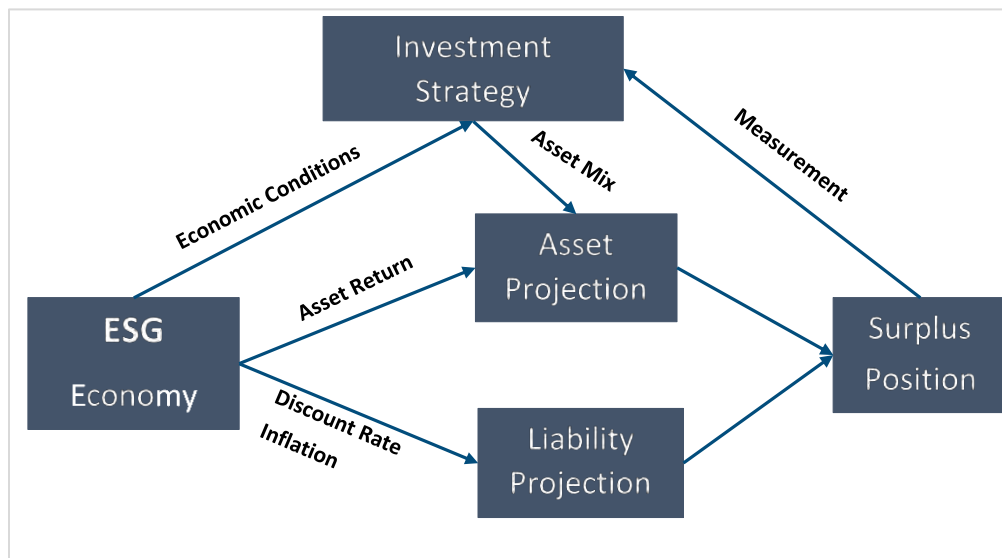 Investment
Strategy
Measurement
Asset Mix
Economic Conditions
Asset
Projection
Asset Return
ESG
Economy
Surplus
Position
Discount Rate
Inflation
Liability
Projection